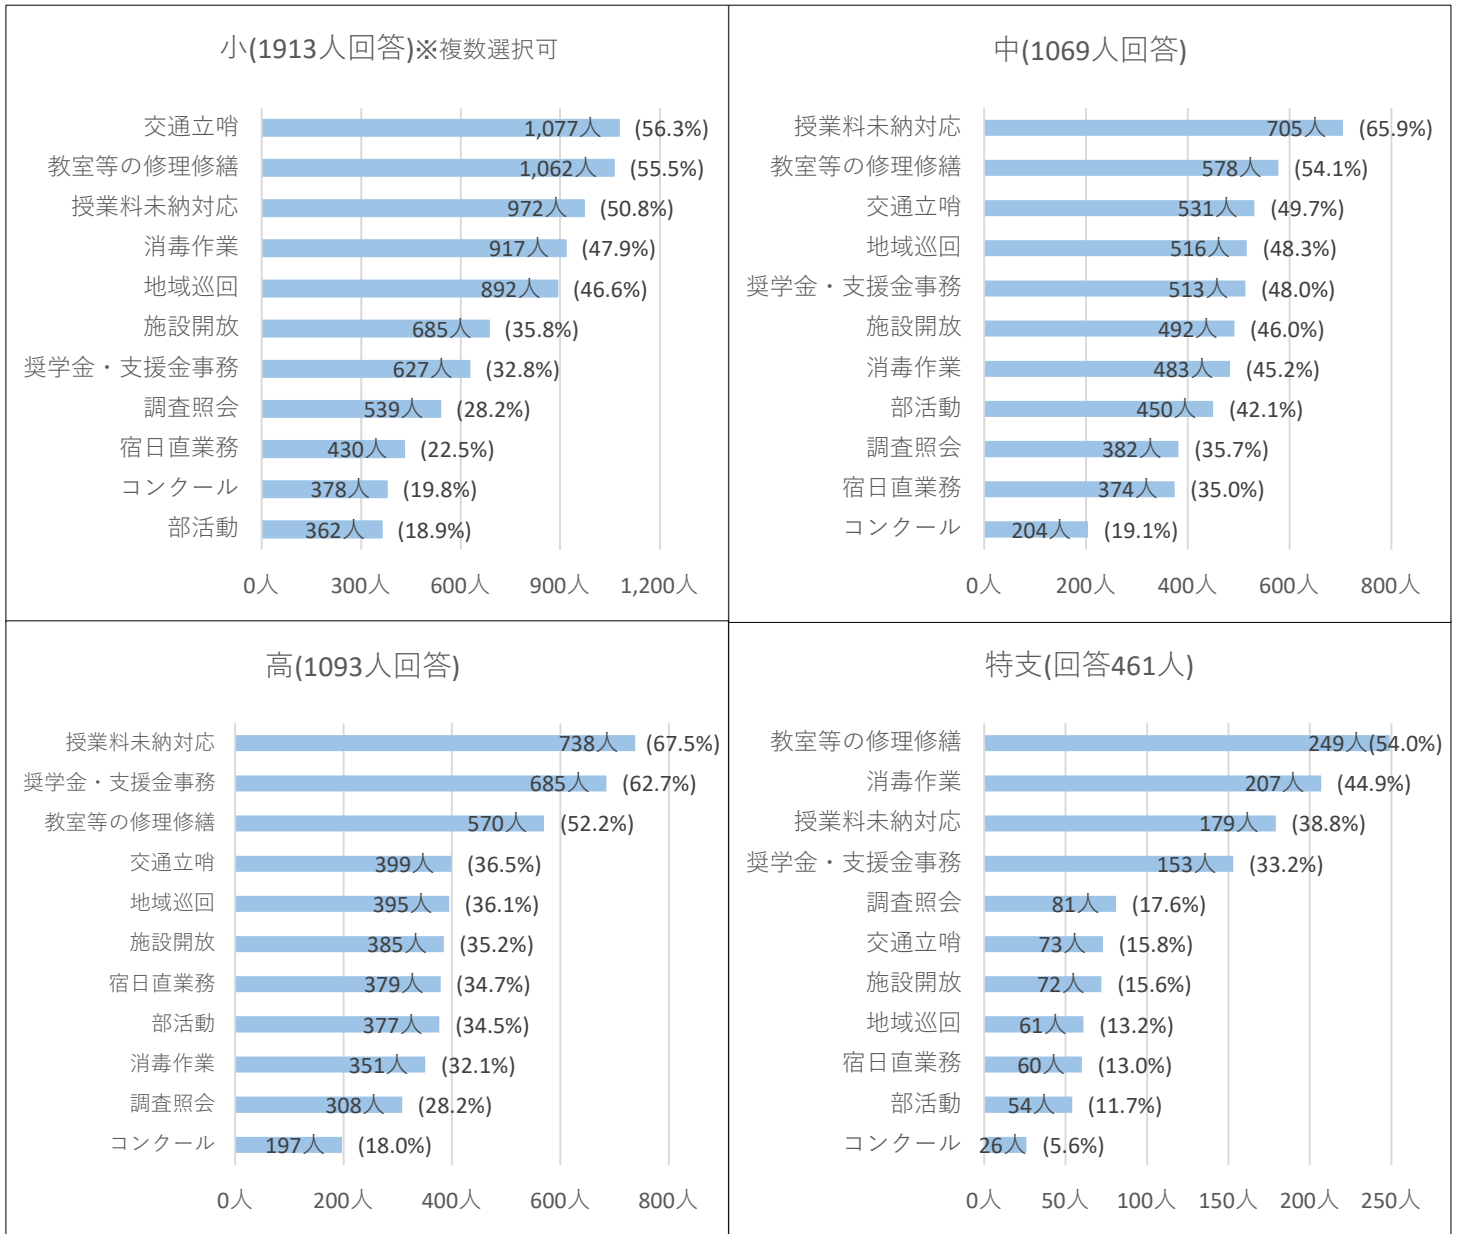 小(1913人回答)※複数選択可
交通立哨 1,077人 (56.3%)
教室等の修理修繕 1,062人 (55.5%)
授業料未納対応 972人 (50.8%)
消毒作業 917人 (47.9%)
地域巡回 892人 (46.6%)
施設開放 685人 (35.8%)
奨学金・支援金事務 627人 (32.8%)
調査照会 539人 (28.2%)
宿日直業務 430人 (22.5%)
コンクール 378人 (19.8%)
部活動 362人 (18.9%)
0人 300人 600人 900人 1,200人
中(1069人回答)
授業料未納対応 705人 (65.9%)
教室等の修理修繕 578人 (54.1%)
交通立哨 531人 (49.7%)
地域巡回 516人 (48.3%)
奨学金・支援金事務 513人 (48.0%)
施設開放 492人 (46.0%)
消毒作業 483人 (45.2%)
部活動 450人 (42.1%)
調査照会 382人 (35.7%)
宿日直業務 374人 (35.0%)
コンクール 204人 (19.1%)
0人 200人 400人 600人 800人
高(1093人回答)
授業料未納対応 738人 (67.5%)
奨学金・支援金事務 685人 (62.7%)
教室等の修理修繕 570人 (52.2%)
交通立哨 399人 (36.5%)
地域巡回 395人 (36.1%)
施設開放 385人 (35.2%)
宿日直業務 379人 (34.7%)
部活動 377人 (34.5%)
消毒作業 351人 (32.1%)
調査照会 308人 (28.2%)
コンクール 197人 (18.0%)
0人 200人 400人 600人 800人
特支(回答461人)
教室等の修理修繕 249人(54.0%)
消毒作業 207人 (44.9%)
授業料未納対応 179人 (38.8%)
奨学金・支援金事務 153人 (33.2%)
調査照会 81人 (17.6%)
交通立哨 73人 (15.8%)
施設開放 72人 (15.6%)
地域巡回 61人 (13.2%)
宿日直業務 60人 (13.0%)
部活動 54人 (11.7%)
コンクール 26人 (5.6%)
0人 50人 100人 150人 200人 250人